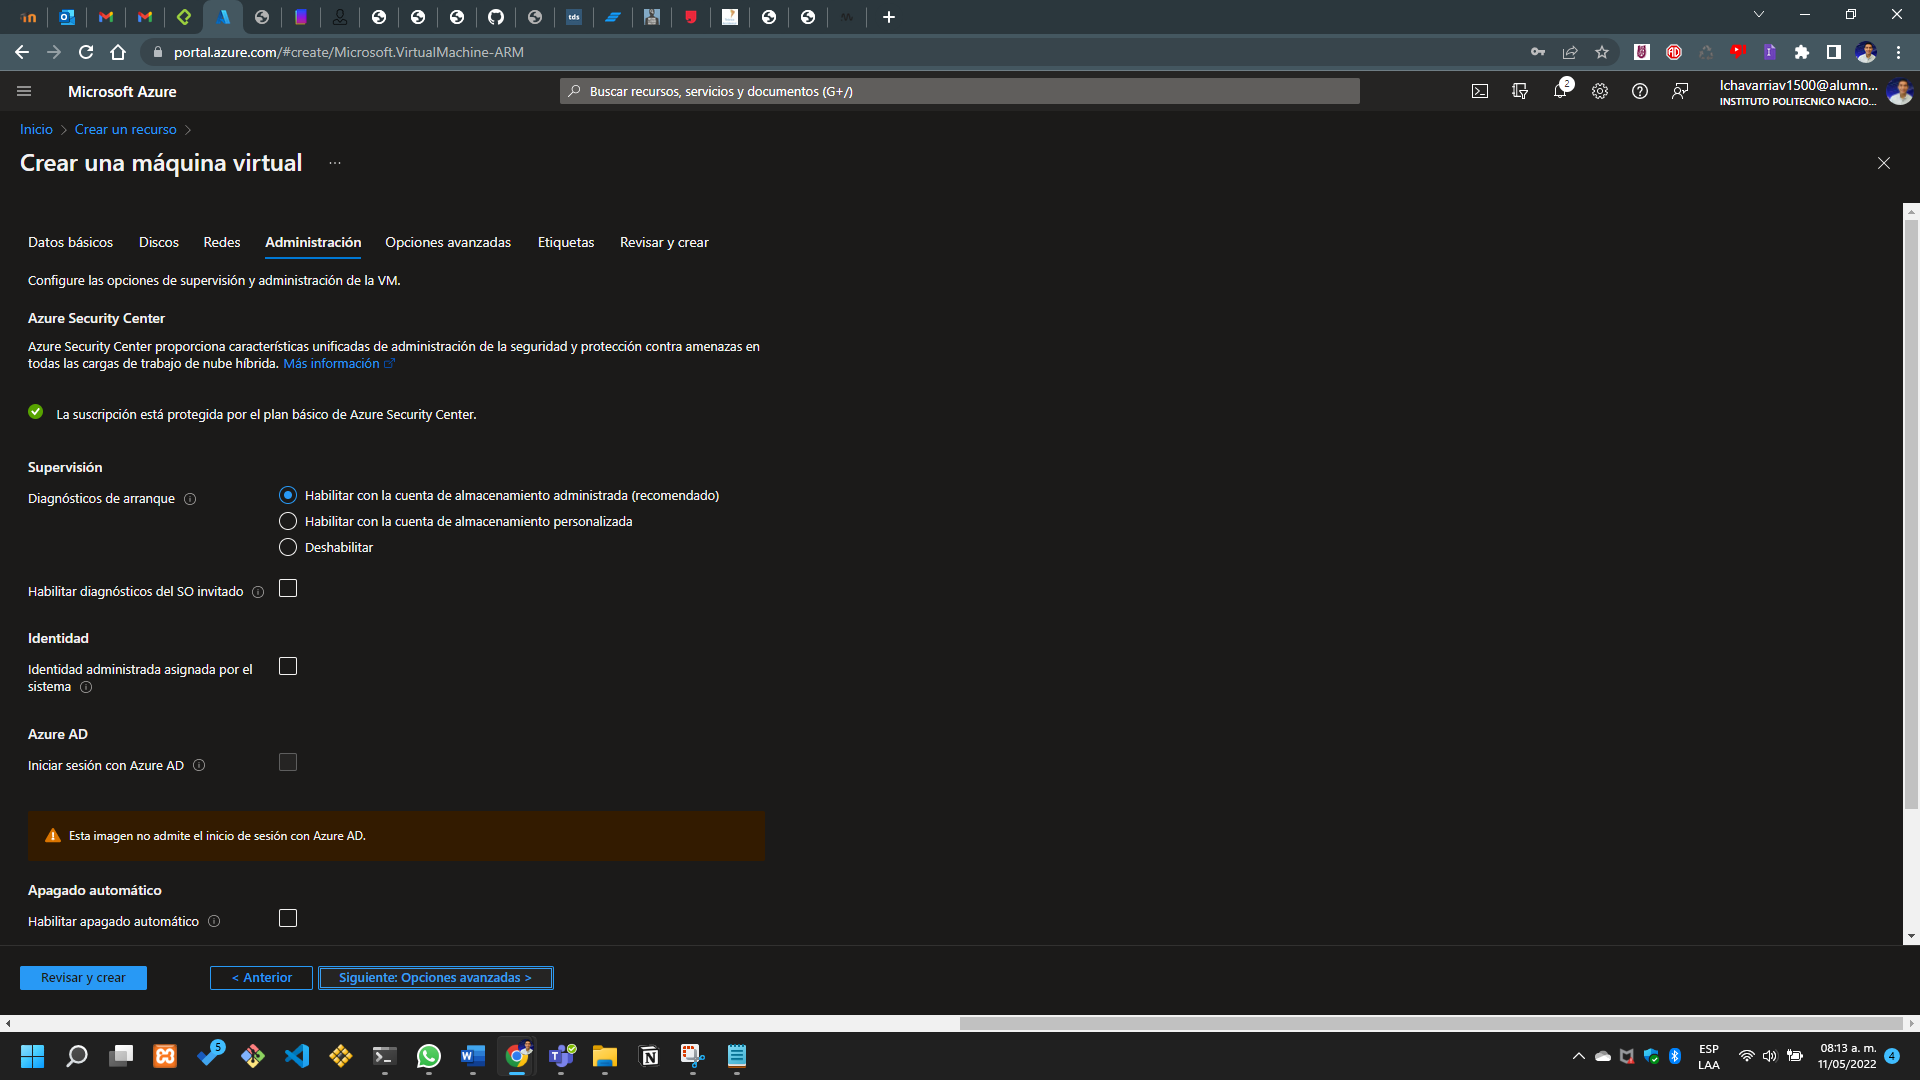 portal.azure.com/#create/Microsoft.VirtualMachine-ARM
Microsoft Azure
Buscar recursos, servicios y documentos (G+/)
2
lchavarriav1500@alumn...
INSTITUTO POLITECNICO NACIO...
Inicio > Crear un recurso >
Crear una máquina virtual ...
Datos básicos Discos Redes Administración Opciones avanzadas Etiquetas Revisar y crear
Configure las opciones de supervisión y administración de la VM.
Azure Security Center
Azure Security Center proporciona características unificadas de administración de la seguridad y protección contra amenazas en
todas las cargas de trabajo de nube híbrida. Más información
La suscripción está protegida por el plan básico de Azure Security Center.
Supervisión
Diagnósticos de arranque
Habilitar con la cuenta de almacenamiento administrada (recomendado)
Habilitar con la cuenta de almacenamiento personalizada
Deshabilitar
Habilitar diagnósticos del SO invitado
Identidad
Identidad administrada asignada por el
sistema
Azure AD
Iniciar sesión con Azure AD
Esta imagen no admite el inicio de sesión con Azure AD.
Apagado automático
Habilitar apagado automático
Revisar y crear < Anterior Siguiente: Opciones avanzadas >
5
ESP
LAA
08:13 a. m.
11/05/2022
4